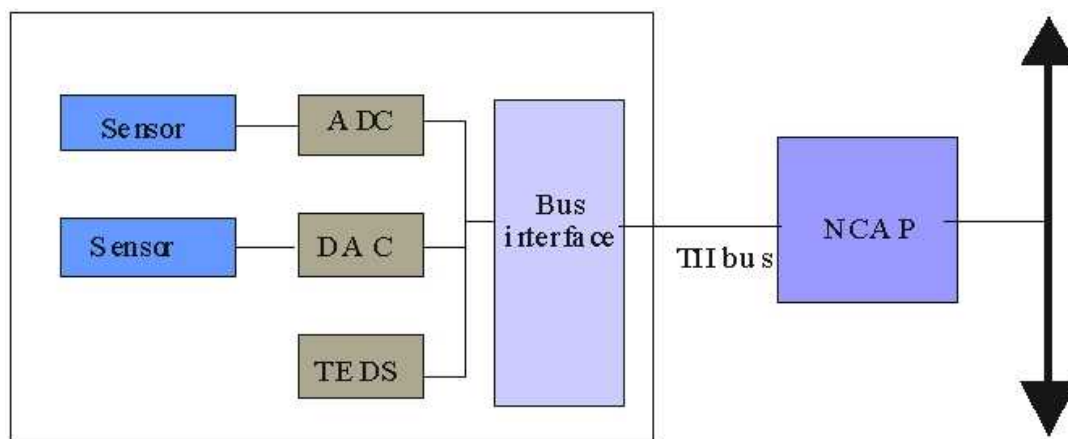 Sensor
ADC
Sensor
DAC
TEDS
Bus
interface
TII bus
NCAP